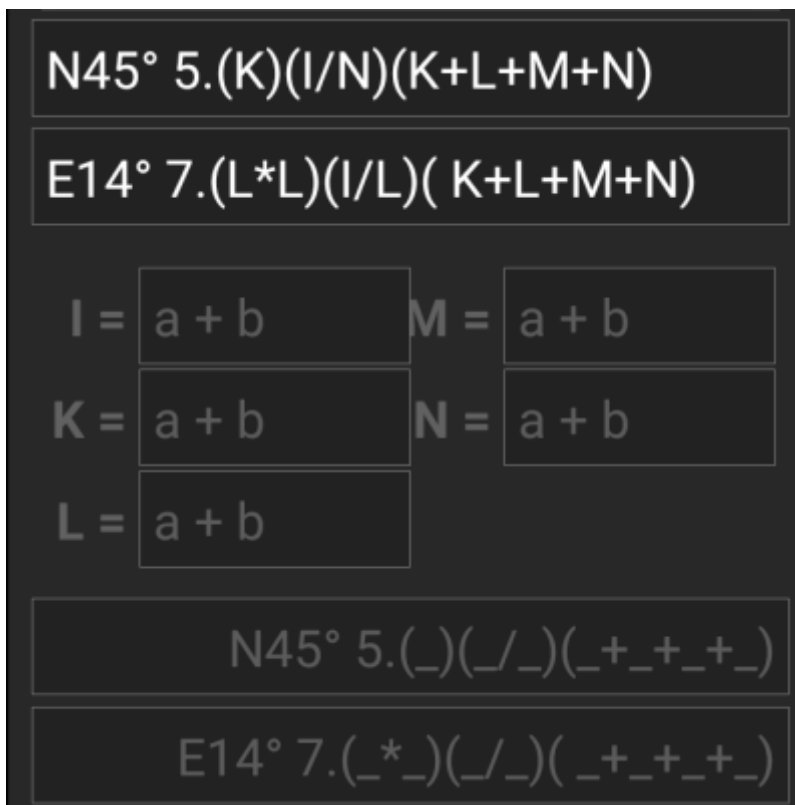 N45° 5.(K)(I/N)(K+L+M+N)
E14° 7.(L*L)(I/L)( K+L+M+N)
I = a + b M = a + b
K = a + b N = a + b
L = a + b
N45° 5.(_)(_/_)(_+_+_+_)
E14° 7.(_*_)(_/_)( _+_+_+_)